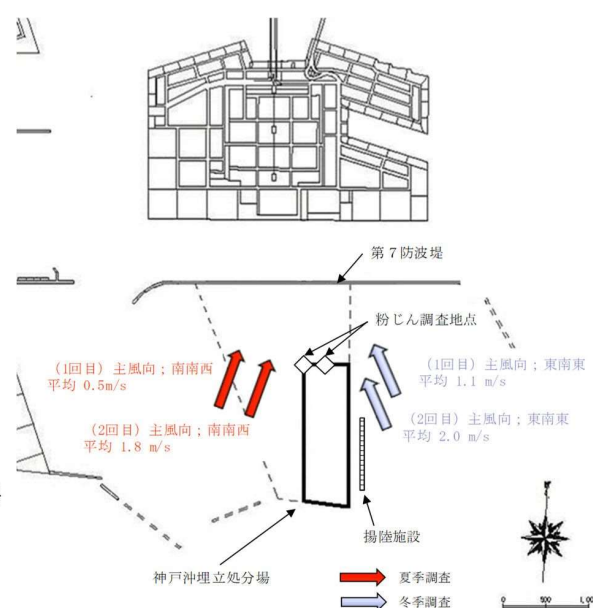 第7防波堤
粉じん調査地点
(1回目) 主風向；南南西
平均 0.5m/s
(1回目) 主風向；東南東
平均 1.1 m/s
(2回目) 主風向；南南西
平均 1.8 m/s
(2回目) 主風向；東南東
平均 2.0 m/s
揚陸施設
神戸沖埋立処分場
夏季調査
冬季調査
0 500